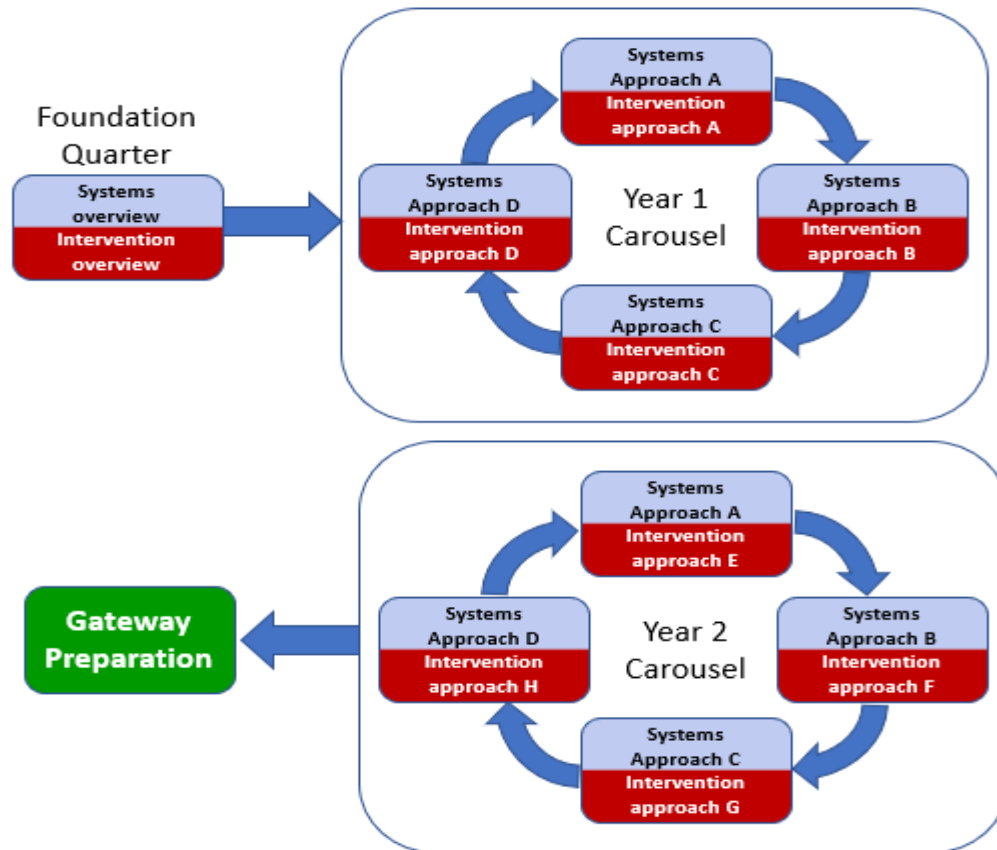 Foundation
Quarter
Systems
overview
Intervention
overview
Systems
Approach A
Intervention
approach A
Systems
Approach D
Intervention
approach D
Year 1
Carousel
Systems
Approach B
Intervention
approach B
Systems
Approach C
Intervention
approach C
Systems
Approach A
Intervention
approach E
Gateway
Preparation
Systems
Approach D
Intervention
approach H
Year 2
Carousel
Systems
Approach B
Intervention
approach F
Systems
Approach C
Intervention
approach G